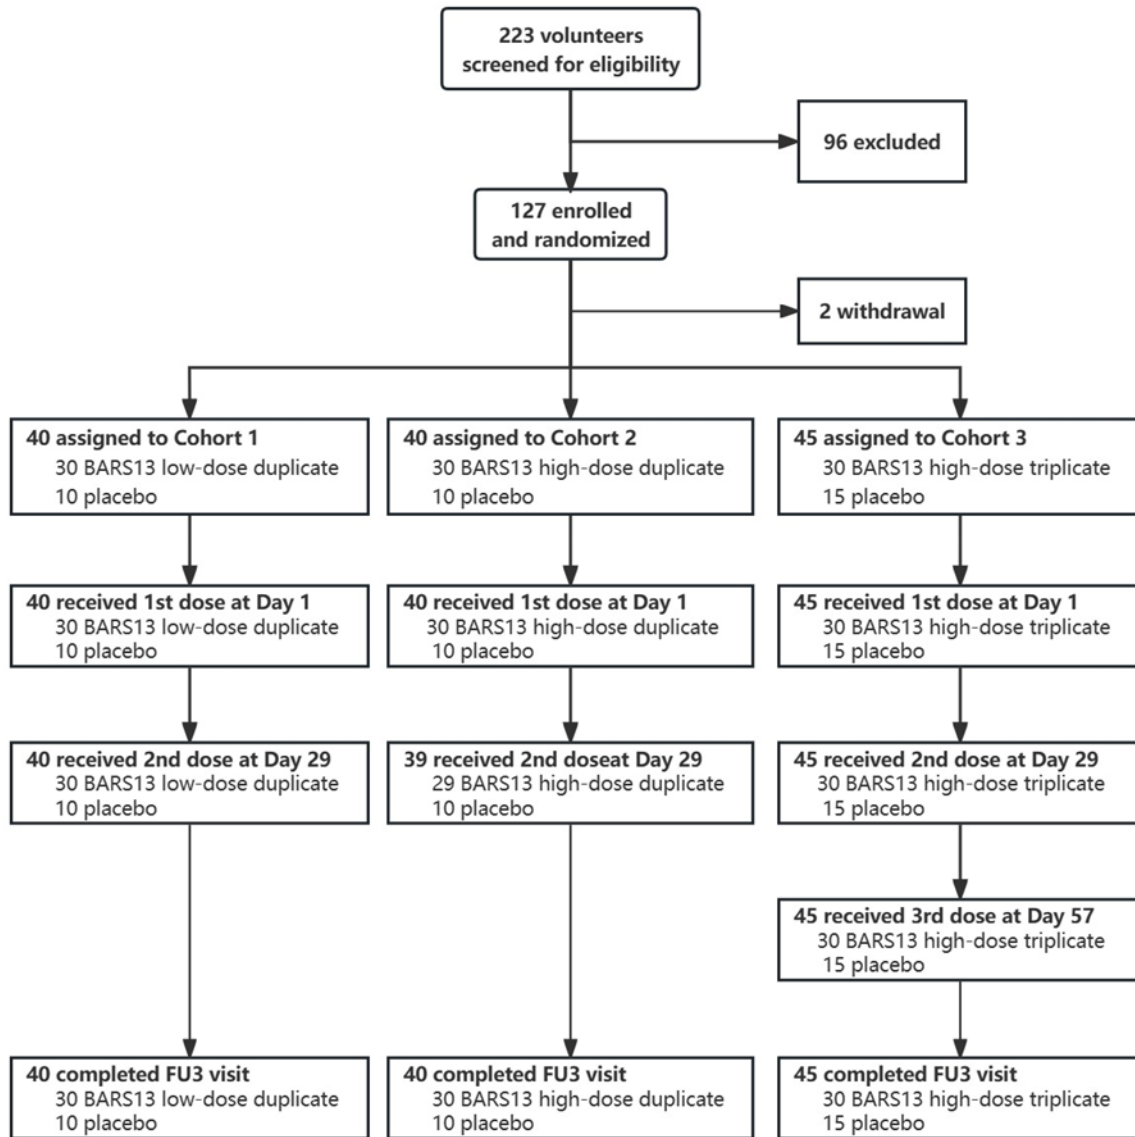 223 volunteers
screened for eligibility
96 excluded
127 enrolled
and randomized
2 withdrawal
40 assigned to Cohort 1
30 BARS13 low-dose duplicate
10 placebo
40 assigned to Cohort 2
30 BARS13 high-dose duplicate
10 placebo
45 assigned to Cohort 3
30 BARS13 high-dose triplicate
15 placebo
40 received 1st dose at Day 1
30 BARS13 low-dose duplicate
10 placebo
40 received 1st dose at Day 1
30 BARS13 high-dose duplicate
10 placebo
45 received 1st dose at Day 1
30 BARS13 high-dose triplicate
15 placebo
40 received 2nd dose at Day 29
30 BARS13 low-dose duplicate
10 placebo
39 received 2nd doseat Day 29
29 BARS13 high-dose duplicate
10 placebo
45 received 2nd dose at Day 29
30 BARS13 high-dose triplicate
15 placebo
45 received 3rd dose at Day 57
30 BARS13 high-dose triplicate
15 placebo
40 completed FU3 visit
30 BARS13 low-dose duplicate
10 placebo
40 completed FU3 visit
30 BARS13 high-dose duplicate
10 placebo
45 completed FU3 visit
30 BARS13 high-dose triplicate
15 placebo